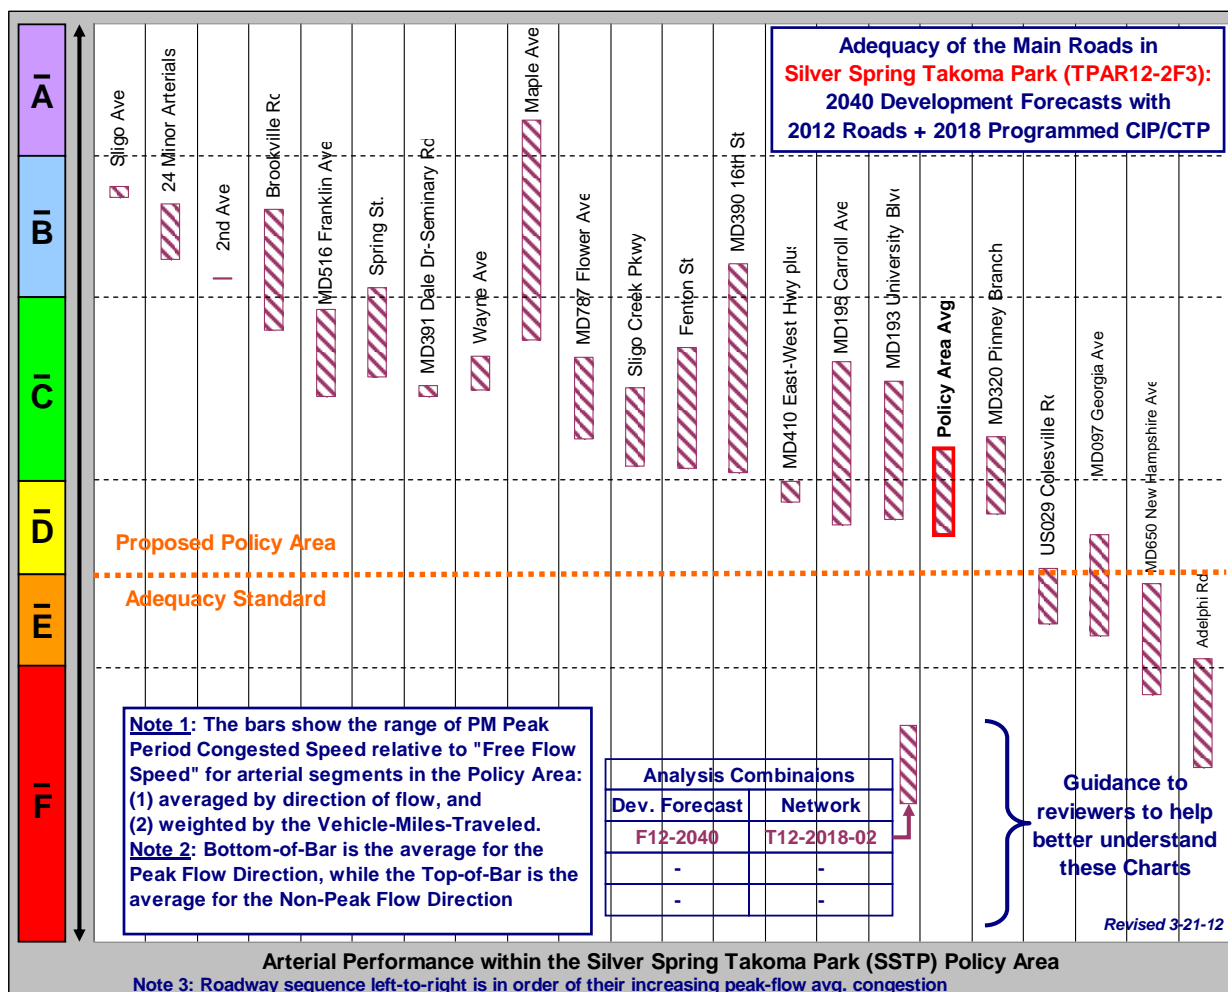 Adequacy of the Main Roads in
Silver Spring Takoma Park (TPAR12-2F3):
2040 Development Forecasts with
2012 Roads + 2018 Programmed CIP/CTP
A
B
C
D
E
F
Sligo Ave
24 Minor Arterials
2nd Ave
Brookville Rd
MD516 Franklin Ave
Spring St.
MD391 Dale Dr-Seminary Rd
Wayne Ave
Maple Ave
MD787 Flower Ave
Sligo Creek Pkwy
Fenton St
MD390 16th St
MD410 East-West Hwy plus
MD195 Carroll Ave
MD193 University Blvd
Policy Area Avg
MD320 Pinney Branch
US029 Colesville Rd
MD097 Georgia Ave
MD650 New Hampshire Ave
Adelphi Rd
Proposed Policy Area
Adequacy Standard
Note 1: The bars show the range of PM Peak
Period Congested Speed relative to "Free Flow
Speed" for arterial segments in the Policy Area:
(1) averaged by direction of flow, and
(2) weighted by the Vehicle-Miles-Traveled.
Note 2: Bottom-of-Bar is the average for the
Peak Flow Direction, while the Top-of-Bar is the
average for the Non-Peak Flow Direction
Analysis Combinaions
Dev. Forecast Network
F12-2040 T12-2018-02
- -
- -
Guidance to
reviewers to help
better understand
these Charts
Revised 3-21-12
Arterial Performance within the Silver Spring Takoma Park (SSTP) Policy Area
Note 3: Roadway sequence left-to-right is in order of their increasing peak-flow avg. congestion